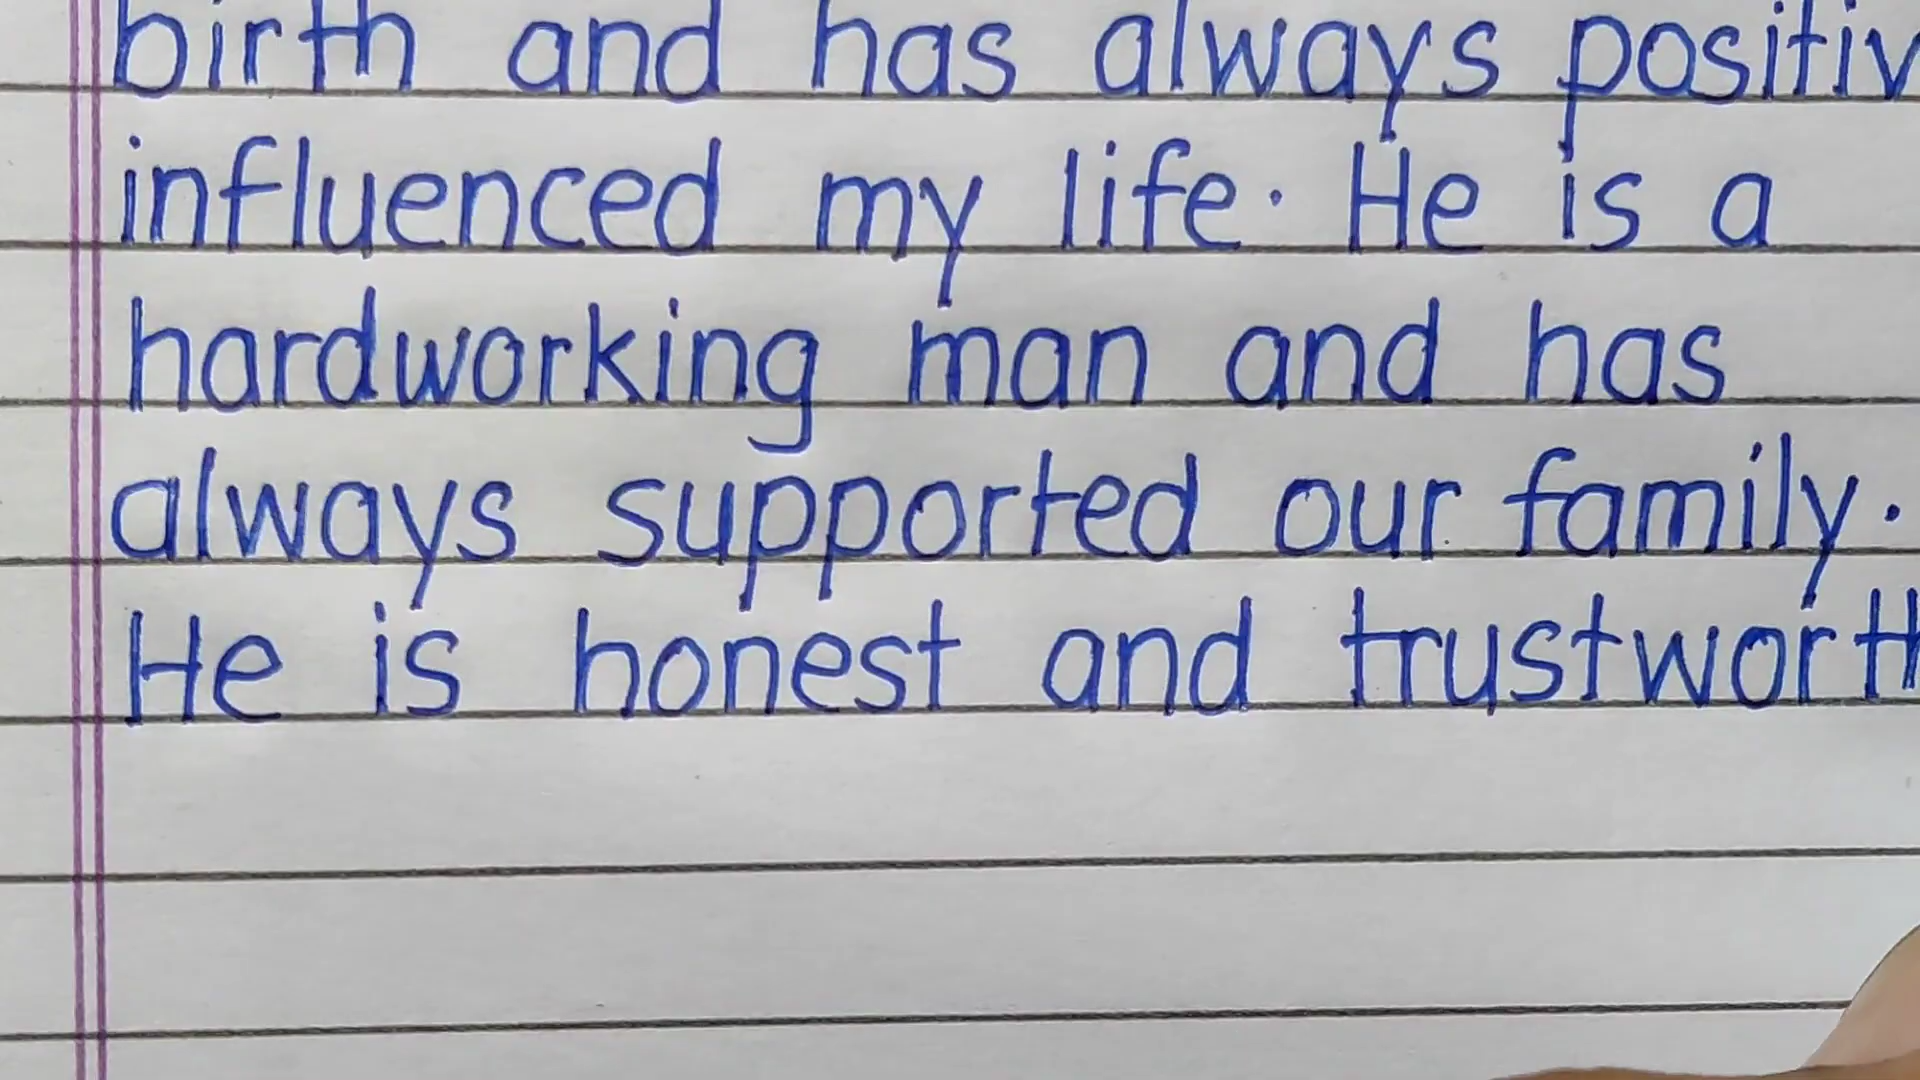 birth and has always positiv
influenced my life. He is a
hardworking man and has
always supported our family.
He is honest and trustworth